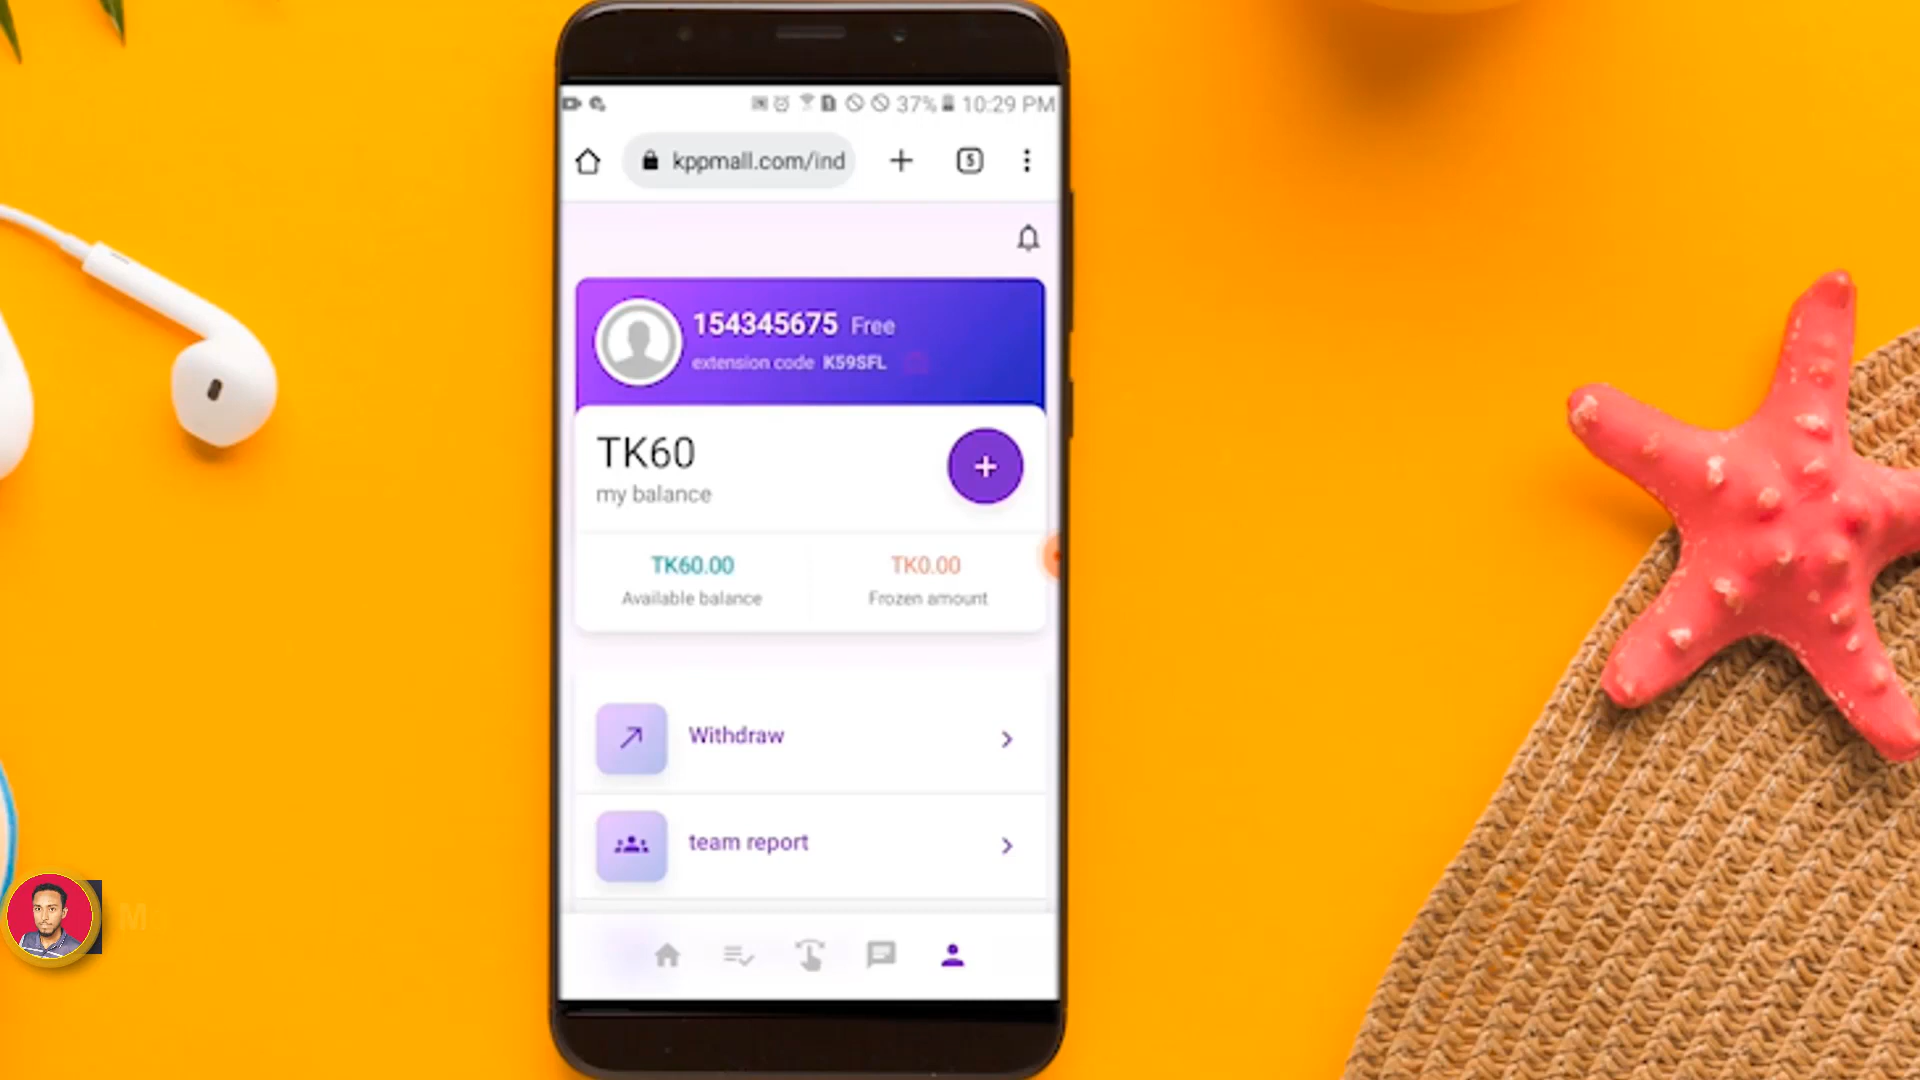 37% 10:29 PM
kppmall.com/ind
5
154345675 Free
extension code K59SFL
TK60
my balance
TK60.00
Available balance
TK0.00
Frozen amount
Withdraw
team report
M